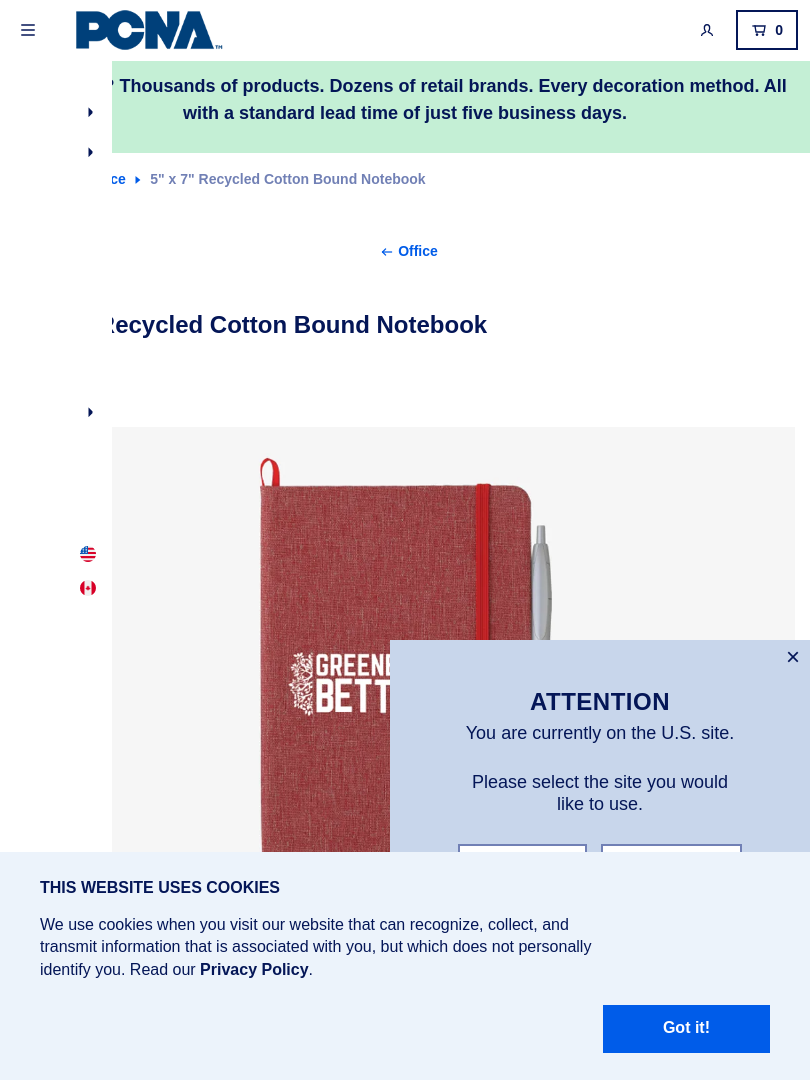 PCNA™
0
? Thousands of products. Dozens of retail brands. Every decoration method. All
with a standard lead time of just five business days.
5" x 7" Recycled Cotton Bound Notebook
← Office
Recycled Cotton Bound Notebook
ATTENTION
You are currently on the U.S. site.
Please select the site you would
like to use.
THIS WEBSITE USES COOKIES
We use cookies when you visit our website that can recognize, collect, and
transmit information that is associated with you, but which does not personally
identify you. Read our Privacy Policy.
Got it!